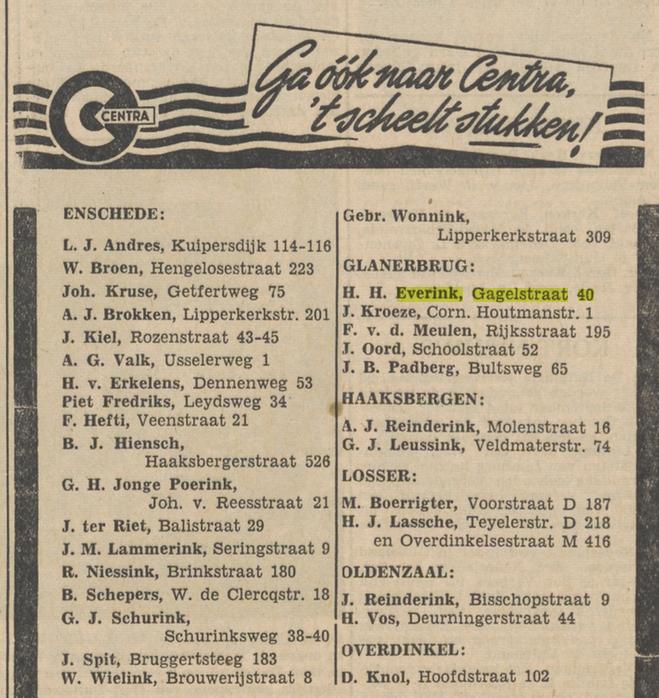 Ga óók naar Centra,
't scheelt stukken!
C CENTRA
ENSCHEDE:
L. J. Andres, Kuipersdijk 114-116
W. Broen, Hengelosestraat 223
Joh. Kruse, Getfertweg 75
A. J. Brokken, Lipperkerkstr. 201
J. Kiel, Rozenstraat 43-45
A. G. Valk, Usselerweg 1
H. v. Erkelens, Dennenweg 53
Piet Fredriks, Leydsweg 34
F. Hefti, Veenstraat 21
B. J. Hiensch,
Haaksbergerstraat 526
G. H. Jonge Poerink,
Joh. v. Reesstraat 21
J. ter Riet, Balistraat 29
J. M. Lammerink, Seringstraat 9
R. Niessink, Brinkstraat 180
B. Schepers, W. de Clercqstr. 18
G. J. Schurink,
Schurinksweg 38-40
J. Spit, Bruggertsteeg 183
W. Wielink, Brouwerijstraat 8
Gebr. Wonnink,
Lipperkerkstraat 309
GLANERBRUG:
H. H. Everink, Gagelstraat 40
J. Kroeze, Corn. Houtmanstr. 1
F. v. d. Meulen, Rijksstraat 195
J. Oord, Schoolstraat 52
J. B. Padberg, Bultsweg 65
HAAKSBERGEN:
A. J. Reinderink, Molenstraat 16
G. J. Leussink, Veldmaterstr. 74
LOSSER:
M. Boerrigter, Voorstraat D 187
H. J. Lassche, Teyelerstr. D 218
en Overdinkelsestraat M 416
OLDENZAAL:
J. Reinderink, Bisschopstraat 9
H. Vos, Deurningerstraat 44
OVERDINKEL:
D. Knol, Hoofdstraat 102